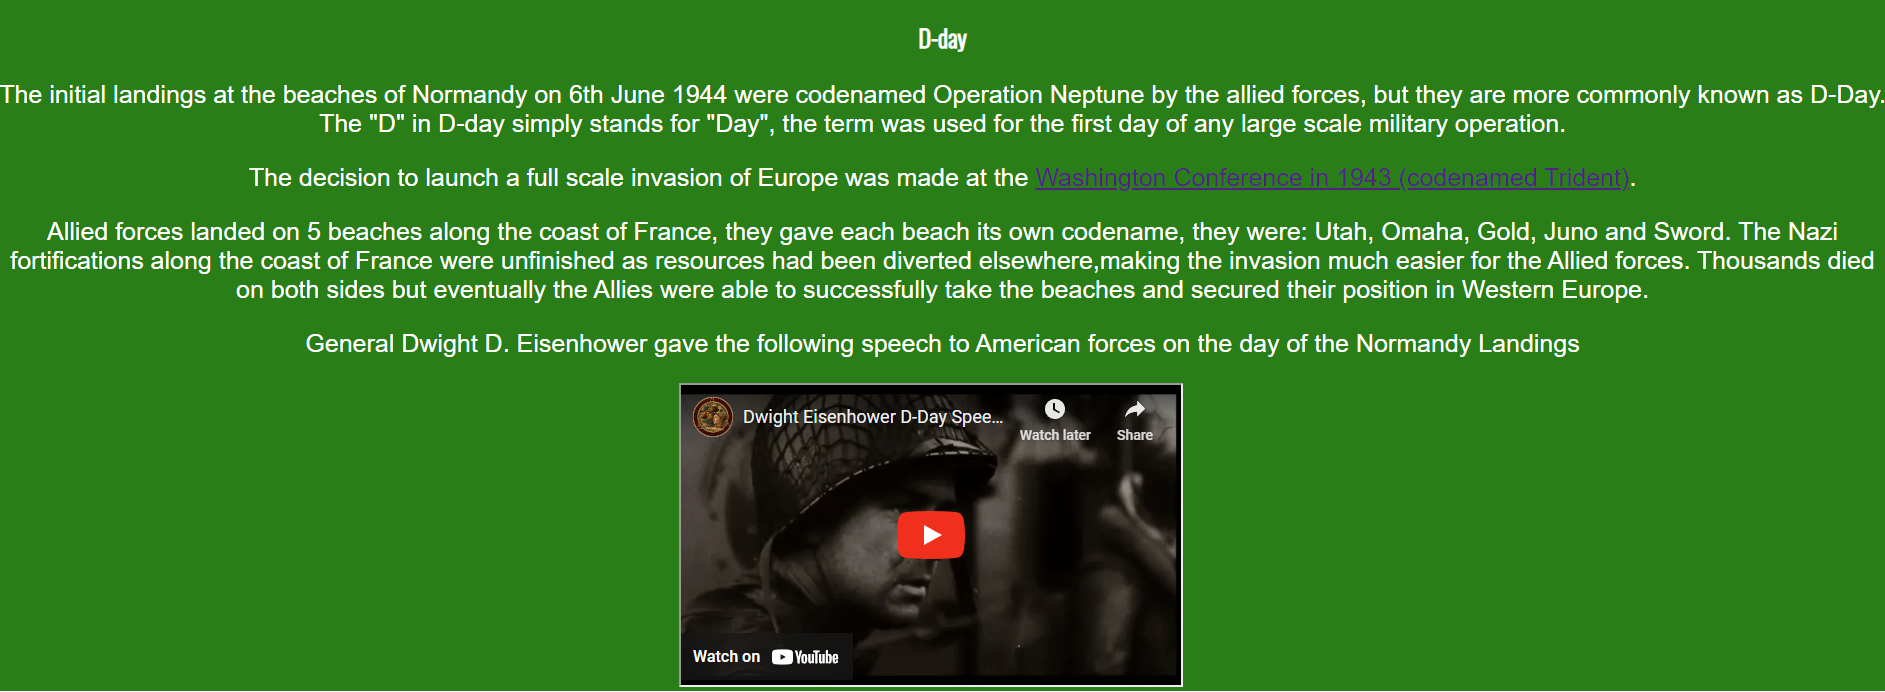 D-day
The initial landings at the beaches of Normandy on 6th June 1944 were codenamed Operation Neptune by the allied forces, but they are more commonly known as D-Day.
The "D" in D-day simply stands for "Day", the term was used for the first day of any large scale military operation.
The decision to launch a full scale invasion of Europe was made at the Washington Conference in 1943 (codenamed Trident).
Allied forces landed on 5 beaches along the coast of France, they gave each beach its own codename, they were: Utah, Omaha, Gold, Juno and Sword. The Nazi
fortifications along the coast of France were unfinished as resources had been diverted elsewhere,making the invasion much easier for the Allied forces. Thousands died
on both sides but eventually the Allies were able to successfully take the beaches and secured their position in Western Europe.
General Dwight D. Eisenhower gave the following speech to American forces on the day of the Normandy Landings
Dwight Eisenhower D-Day Spee...
Watch later
Share
Watch on YouTube